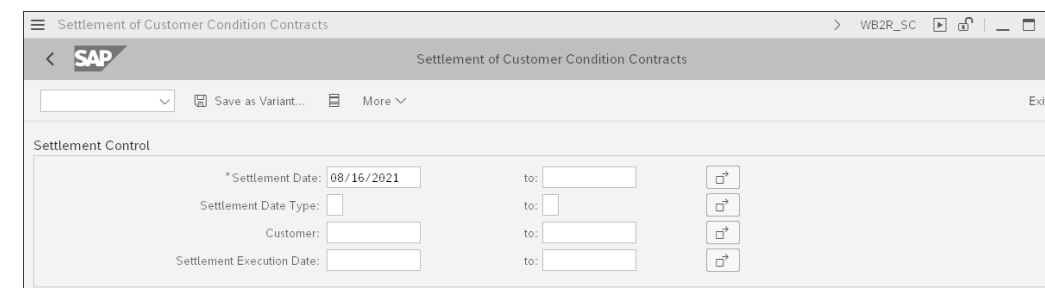 Settlement of Customer Condition Contracts > WB2R_SC
SAP Settlement of Customer Condition Contracts
Save as Variant... More
Settlement Control
*Settlement Date: 08/16/2021 to:
Settlement Date Type: to:
Customer: to:
Settlement Execution Date: to: